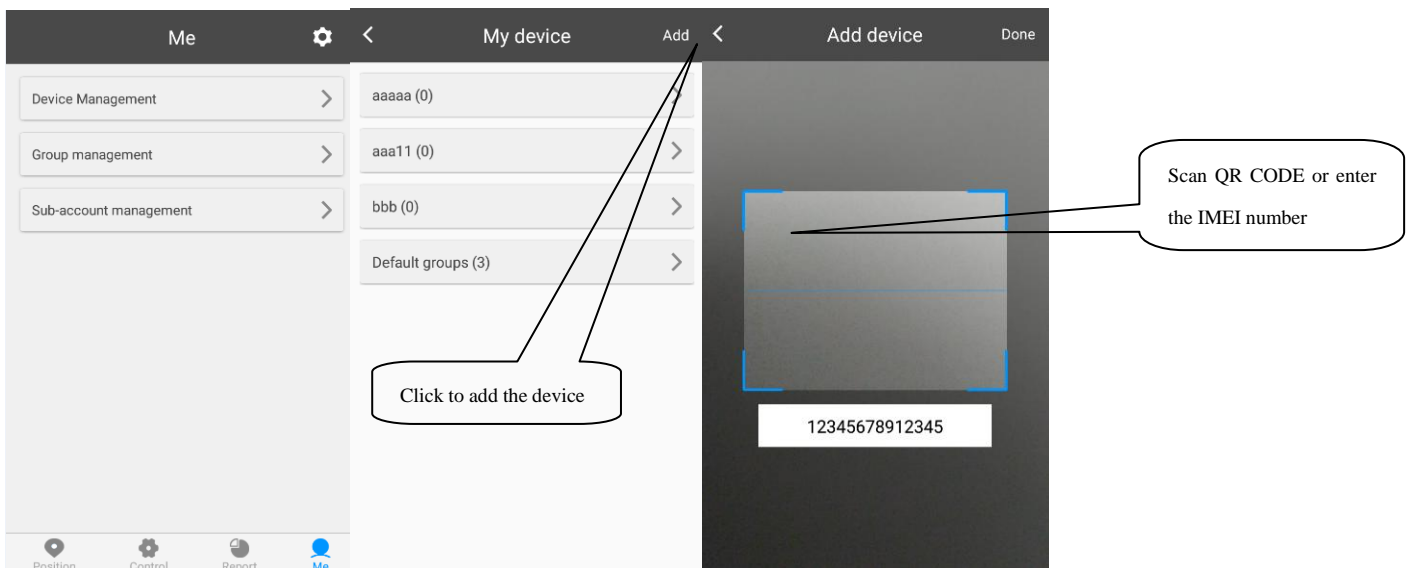 Me
Device Management
Group management
Sub-account management
Position
Control
Report
Me
My device
Add
aaaaa (0)
aaa11 (0)
bbb (0)
Default groups (3)
Click to add the device
Add device
Done
12345678912345
Scan QR CODE or enter
the IMEI number